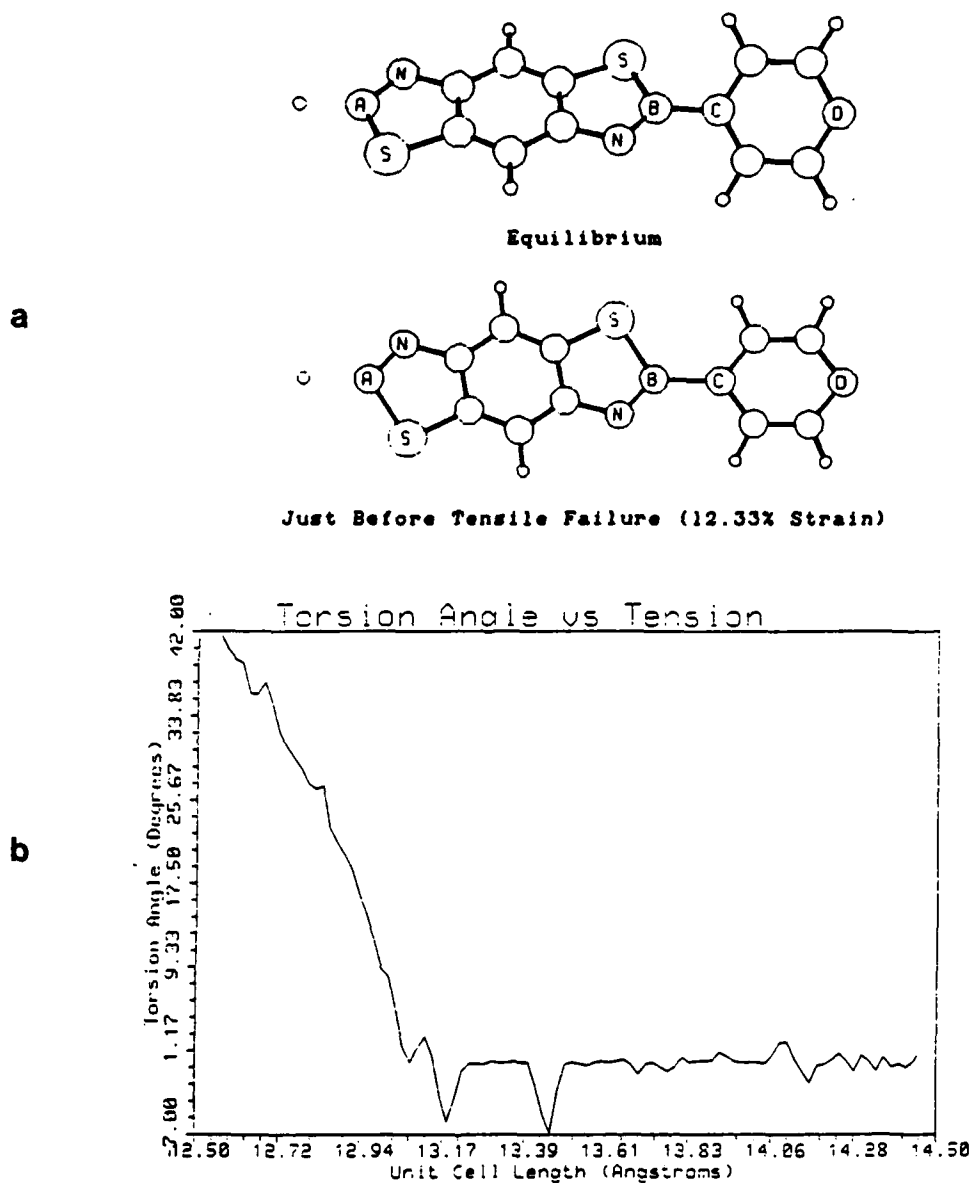 N S
A B C D
S N
Equilibrium
a
N S
A B C D
S N
Just Before Tensile Failure (12.33% Strain)
b
Torsion Angle vs Tension
42.00
33.83
25.67
17.50
9.33
1.17
-7.00
Torsion Angle (Degrees)
12.50 12.72 12.94 13.17 13.39 13.61 13.83 14.06 14.28 14.50
Unit Cell Length (Angstroms)